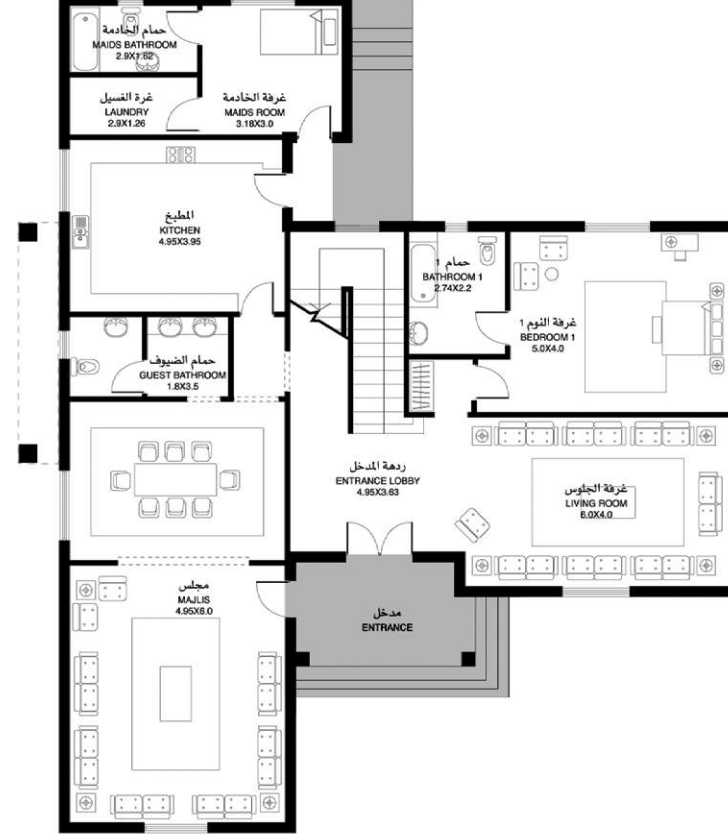 حمام الخادمة
MAIDS BATHROOM
2.9X1.62
غرة الغسيل
LAUNDRY
2.9X1.26
غرفة الخادمة
MAIDS ROOM
3.18X3.0
المطبخ
KITCHEN
4.95X3.95
حمام 1
BATHROOM 1
2.74X2.2
غرفة النوم 1
BEDROOM 1
5.0X4.0
حمام الضيوف
GUEST BATHROOM
1.8X3.5
ردهة المدخل
ENTRANCE LOBBY
4.95X3.63
غرفة الجلوس
LIVING ROOM
6.0X4.0
مجلس
MAJLIS
4.95X6.0
مدخل
ENTRANCE